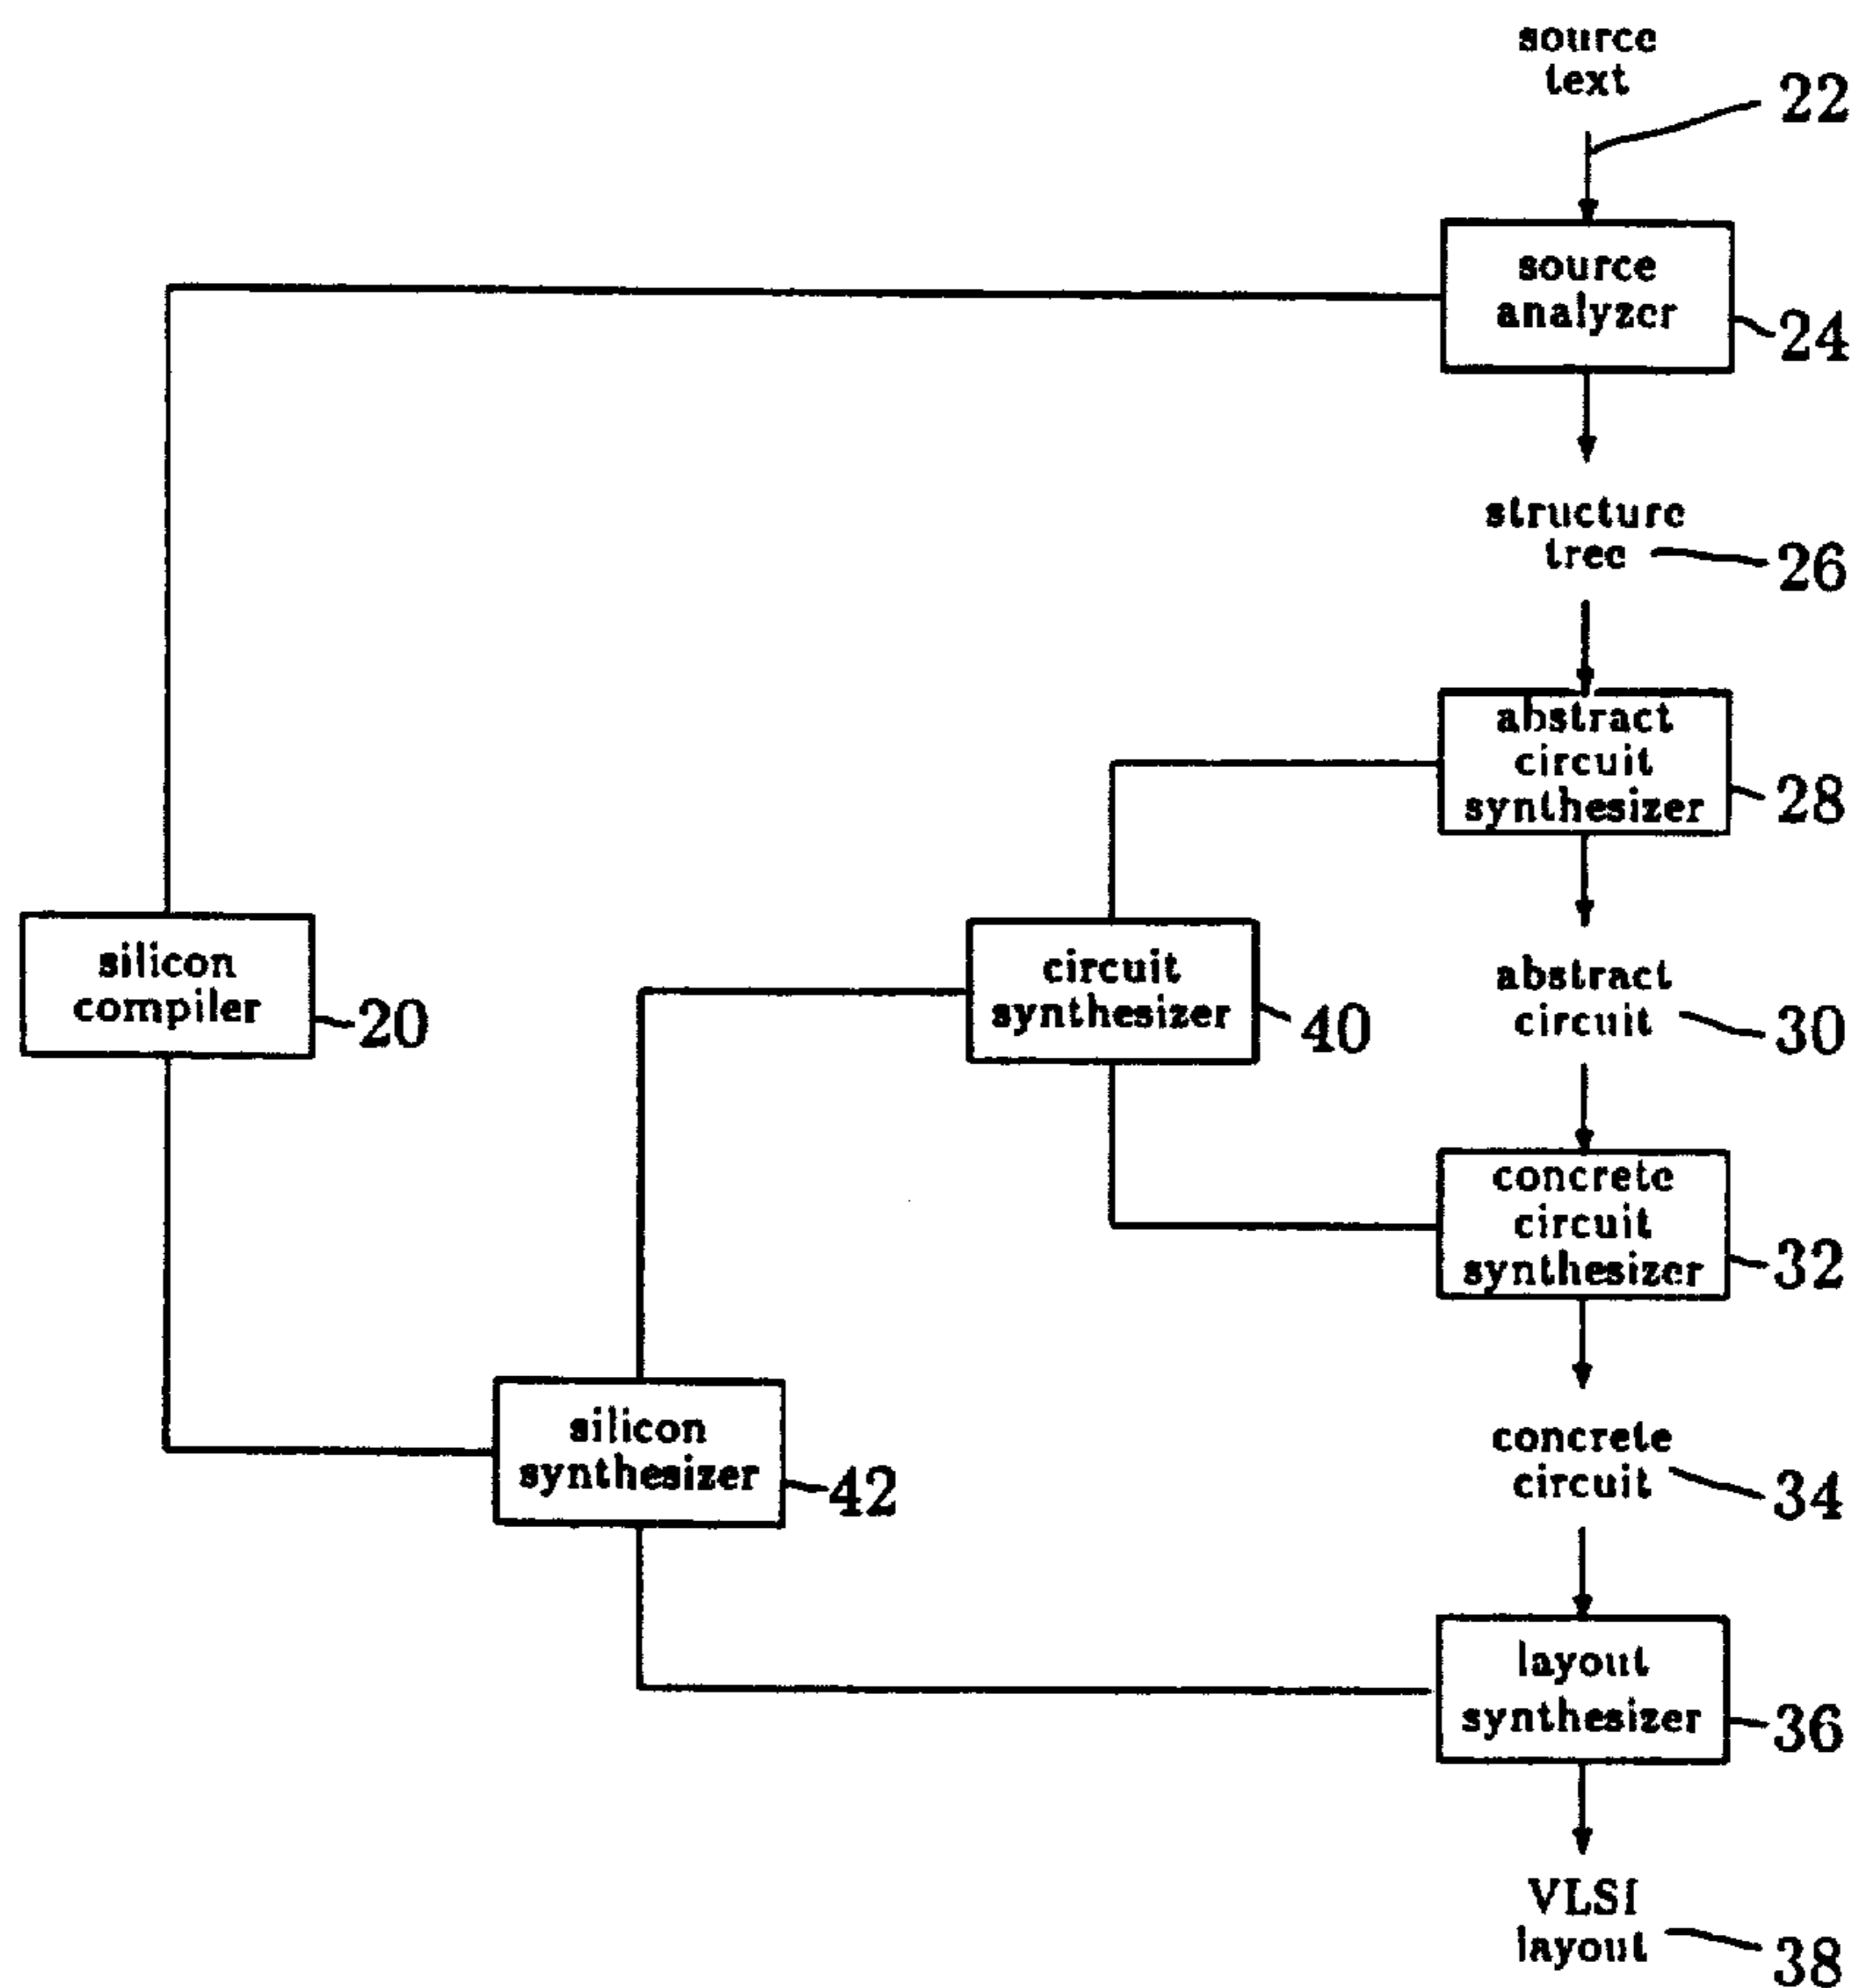 source
text
22
source
analyzer
24
structure
tree
26
abstract
circuit
synthesizer
28
silicon
compiler
20
circuit
synthesizer
40
abstract
circuit
30
concrete
circuit
synthesizer
32
silicon
synthesizer
42
concrete
circuit
34
layout
synthesizer
36
VLSI
layout
38